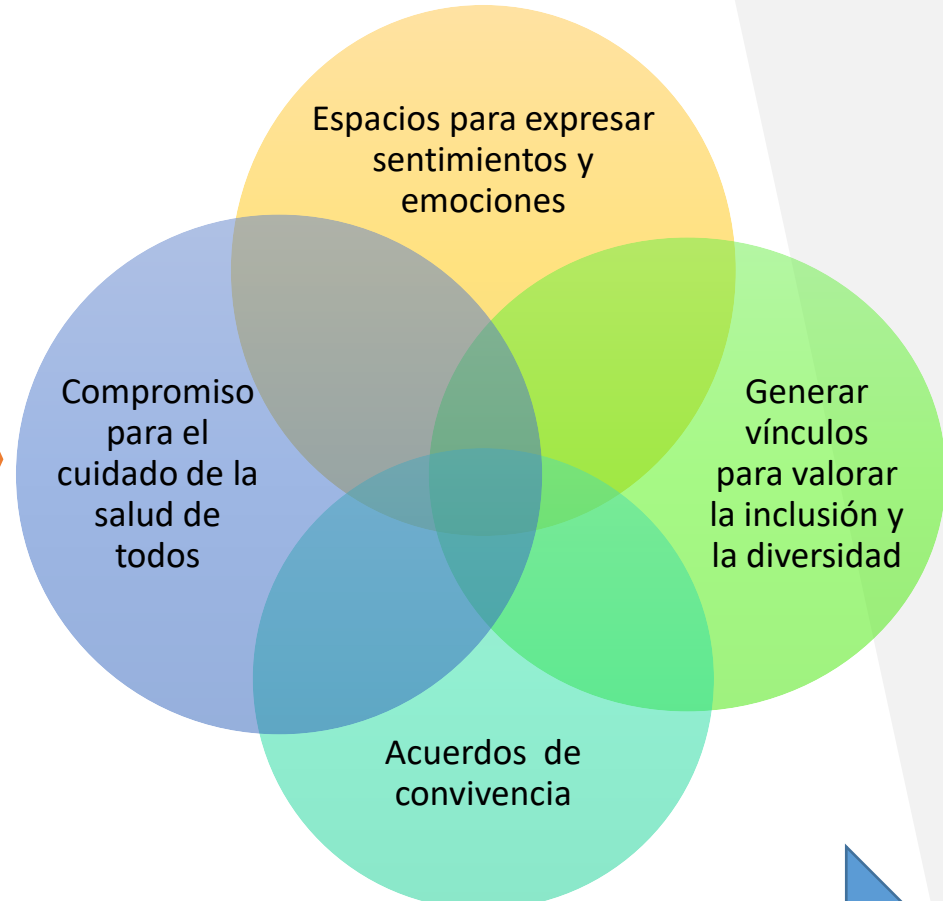 Espacios para expresar
sentimientos y
emociones
Compromiso
para el
cuidado de la
salud de
todos
Generar
vínculos
para valorar
la inclusión y
la diversidad
Acuerdos de
convivencia